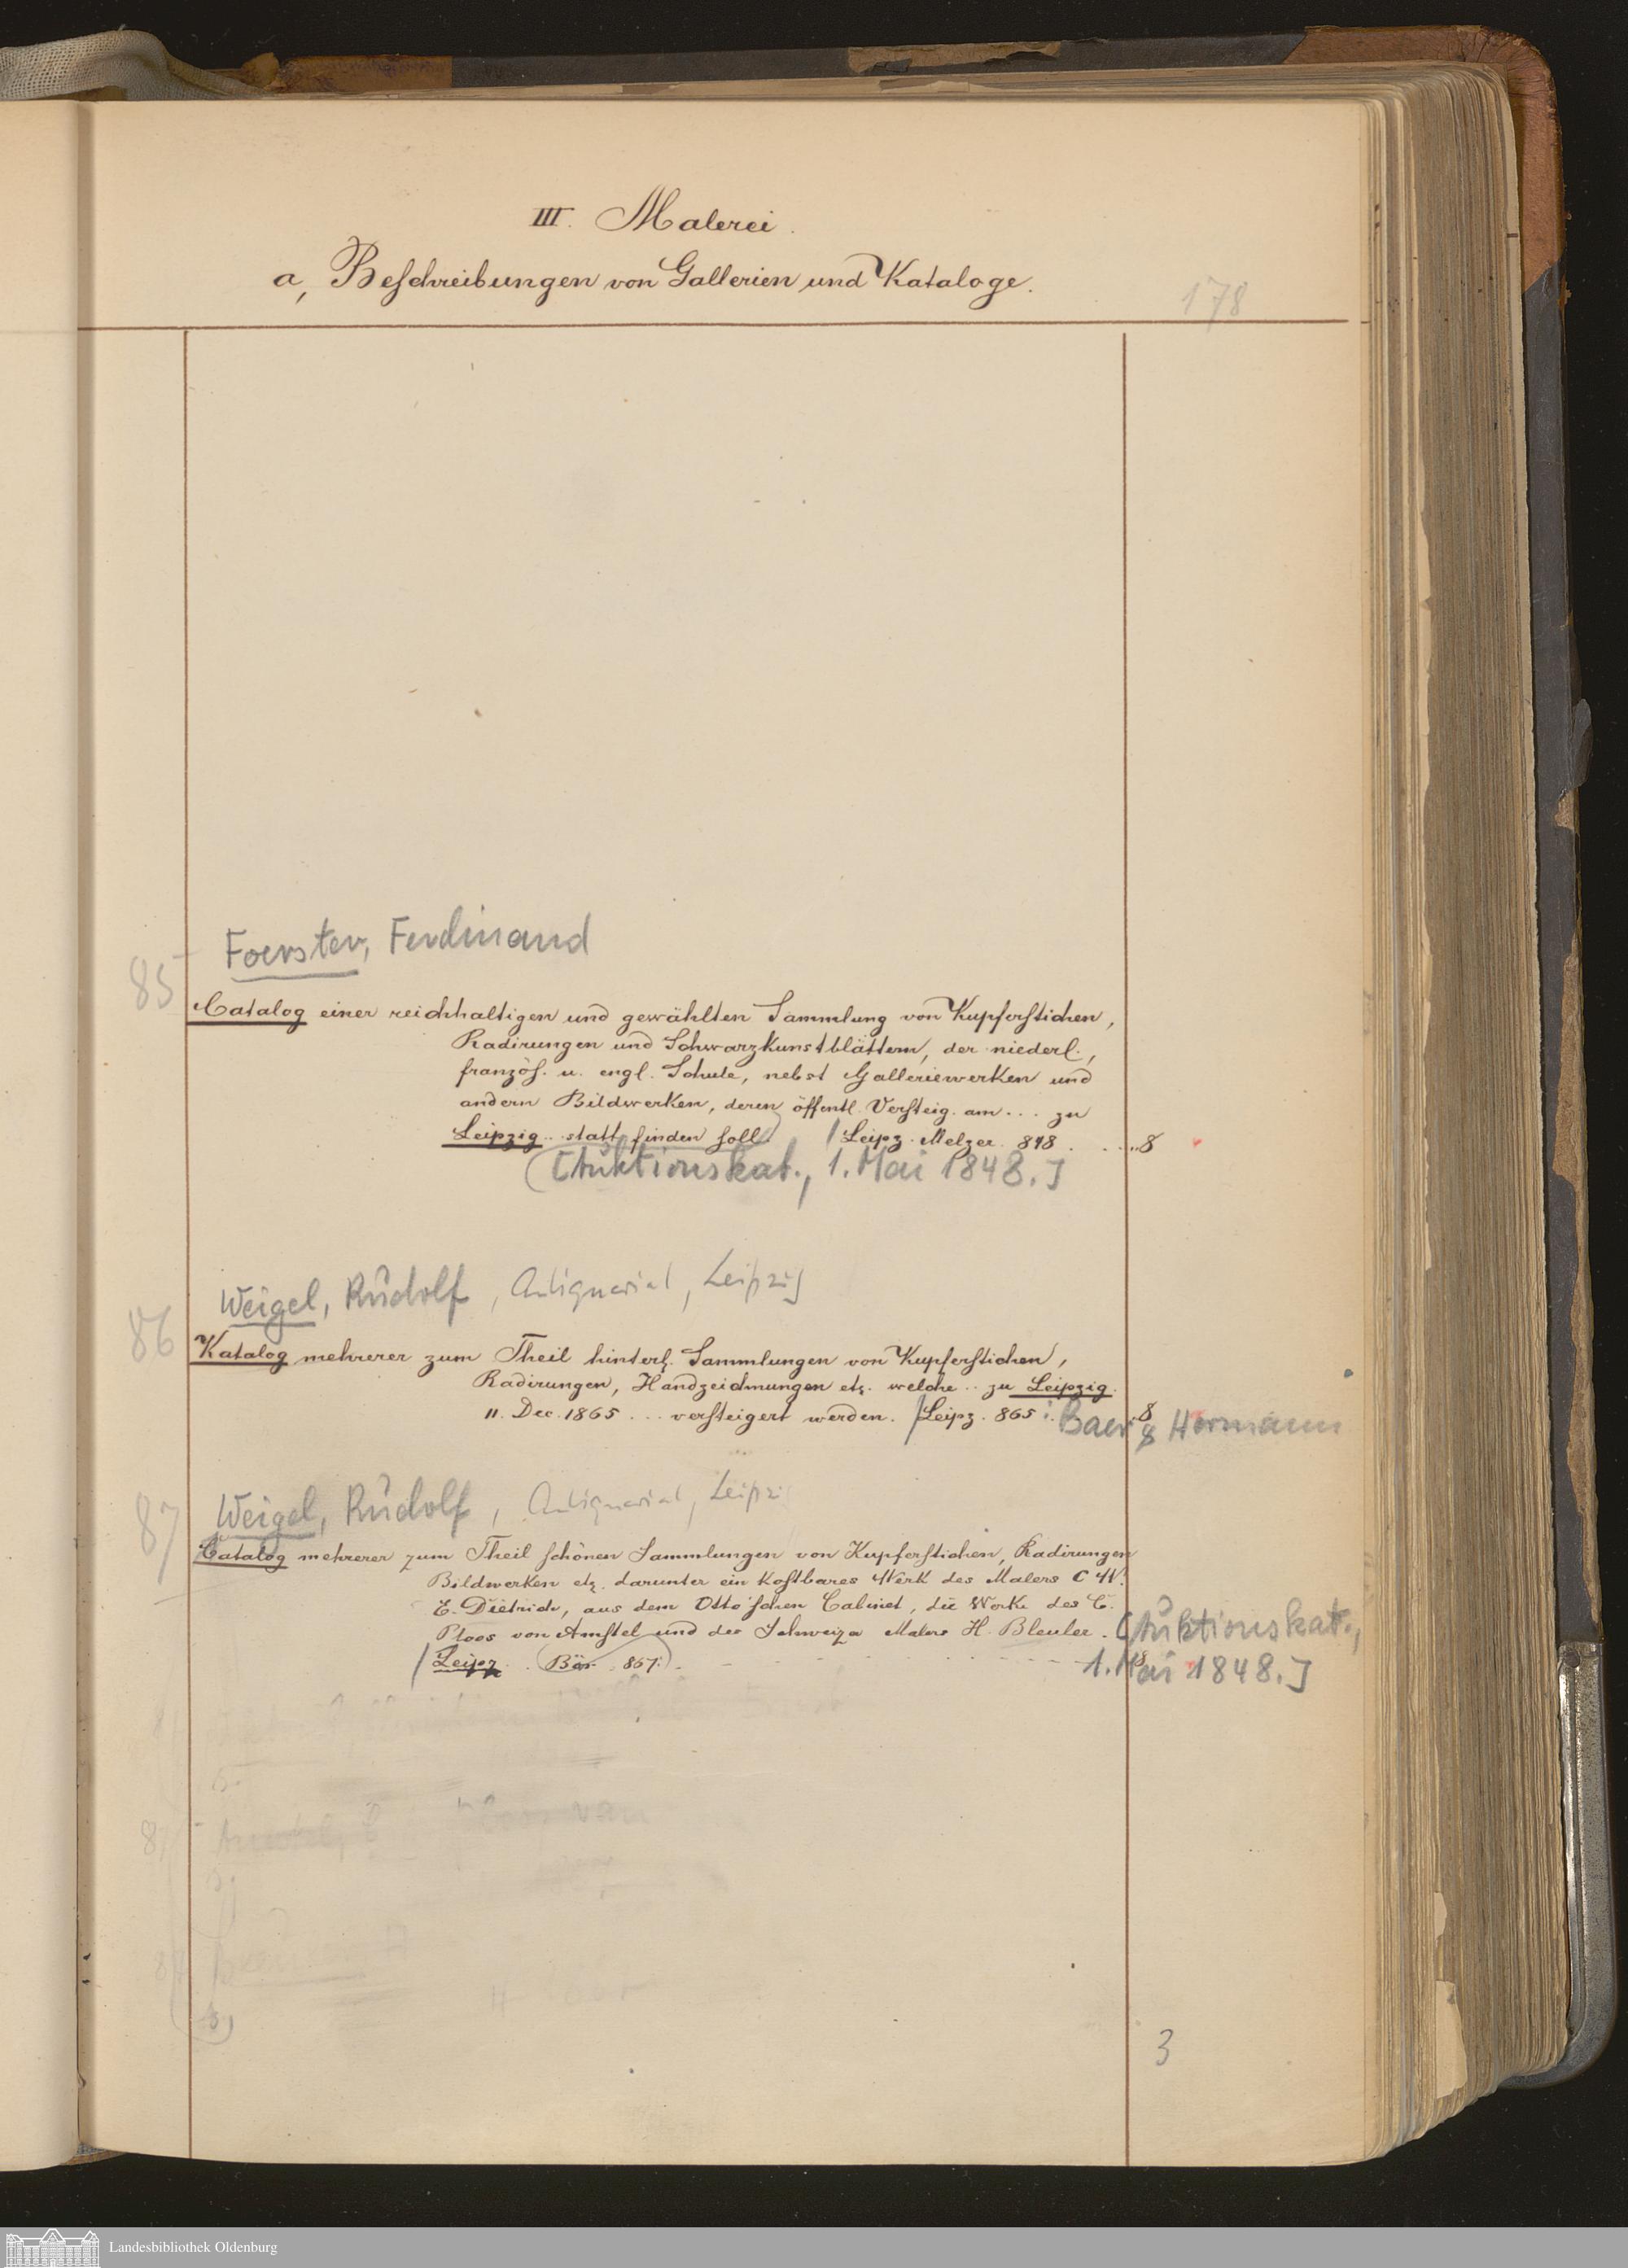 III. Malerei.
a, Beschreibungen von Gallerien und Kataloge.
178
Foerster, Ferdinand
85
Catalog einer reichhaltigen und gewählten Sammlung von Kupferstichen,
Radirungen und Schwarzkunstblättern, der niederl.,
französ. u. engl. Schule, nebst Galleriewerken und
andern Bildwerken, deren öffentl. Versteig. am ... zu
Leipzig .. statt finden soll. / Leipz. Melzer. 848 . . .. 8
[Auktionskat., 1. Mai 1848.]
Weigel, Rudolf, Antiquariat, Leipzig
86
Katalog mehrerer zum Theil hinterl. Sammlungen von Kupferstichen,
Radirungen, Handzeichnungen etz. welche .. zu Leipzig.
11. Dec. 1865 ... versteigert werden. / Leipz. 865 : Baer & Hermann 8
Weigel, Rudolf, Antiquariat, Leipzi
87
Catalog mehrerer zum Theil schönen Sammlungen von Kupferstichen, Radirungen
Bildwerken etz. darunter ein kostbares Werk des Malers C W.
E. Dietrich, aus dem Otto'schen Cabinet, die Werke des C.
Ploos von Amstel und des Schweizer Malers H. Bleuler. [Auktionskat.,
/ Leipz. (Bär. 867.) 8 1. Mai 1848.]
3
Landesbibliothek Oldenburg